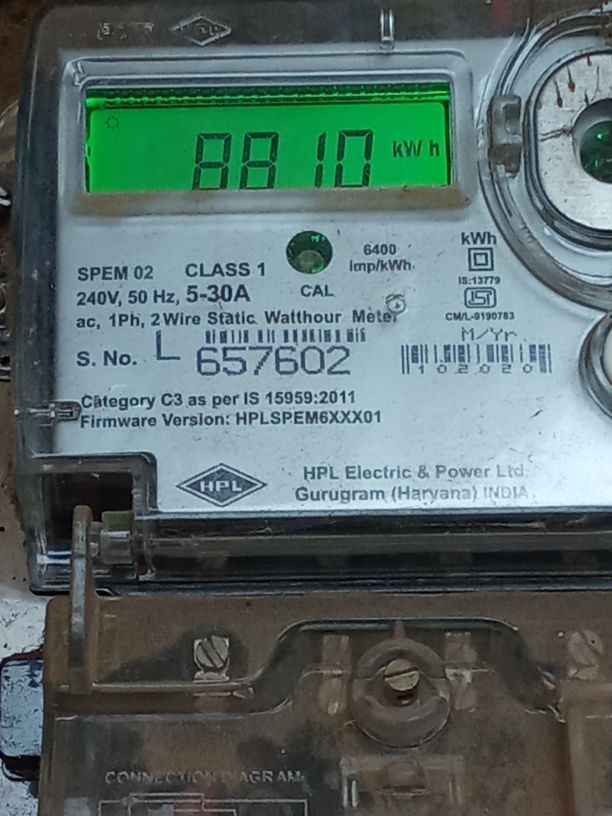 8810 kWh
6400
imp/kWh
kWh
SPEM 02 CLASS 1
IS:13779
240V, 50 Hz, 5-30A
CAL
CM/L-9190783
ac, 1Ph, 2Wire Static Watthour Meter
M/Yr.
S. No. L 657602
102020
Category C3 as per IS 15959:2011
Firmware Version: HPLSPEM6XXX01
HPL
HPL Electric & Power Ltd.
Gurugram (Haryana) INDIA
CONNECTION DIAGRAM